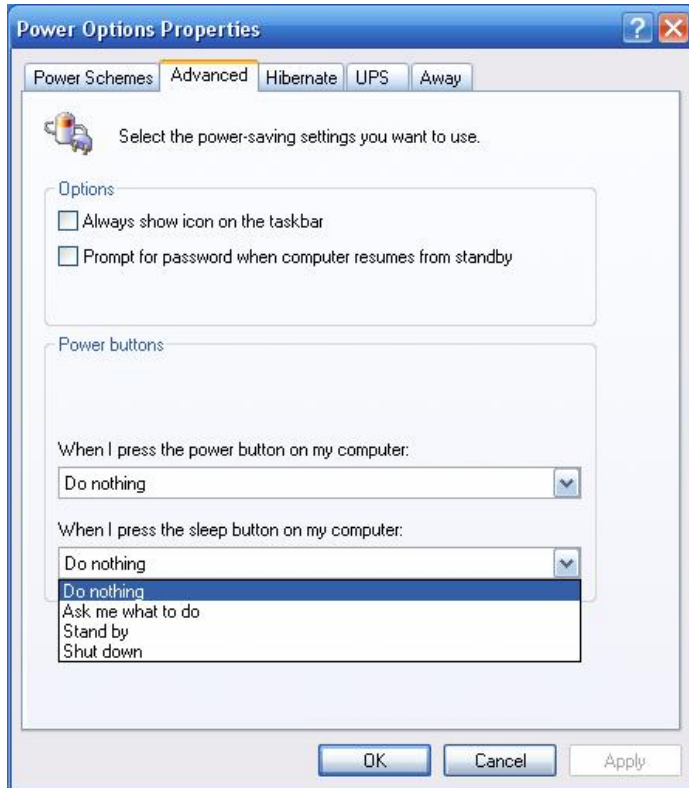 Power Options Properties
Power Schemes Advanced Hibernate UPS Away
Select the power-saving settings you want to use.
Options
Always show icon on the taskbar
Prompt for password when computer resumes from standby
Power buttons
When I press the power button on my computer:
Do nothing
When I press the sleep button on my computer:
Do nothing
Do nothing
Ask me what to do
Stand by
Shut down
OK Cancel Apply